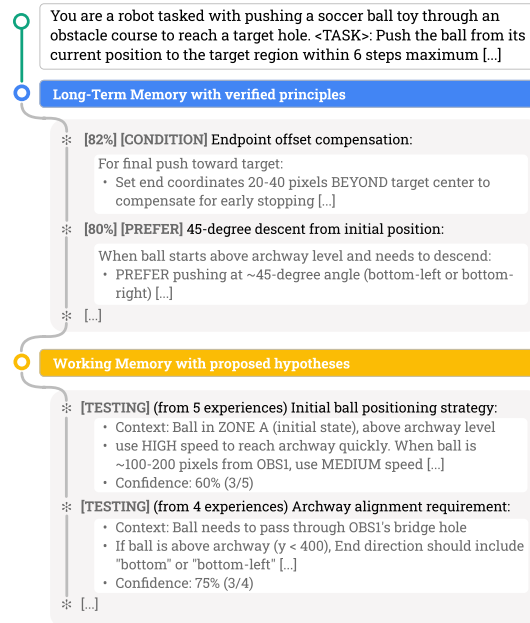 You are a robot tasked with pushing a soccer ball toy through an
obstacle course to reach a target hole. <TASK>: Push the ball from its
current position to the target region within 6 steps maximum [...]
Long-Term Memory with verified principles
[82%] [CONDITION] Endpoint offset compensation:
For final push toward target:
• Set end coordinates 20-40 pixels BEYOND target center to
compensate for early stopping [...]
[80%] [PREFER] 45-degree descent from initial position:
When ball starts above archway level and needs to descend:
• PREFER pushing at ~45-degree angle (bottom-left or bottom-
right) [...]
[...]
Working Memory with proposed hypotheses
[TESTING] (from 5 experiences) Initial ball positioning strategy:
• Context: Ball in ZONE A (initial state), above archway level
• use HIGH speed to reach archway quickly. When ball is
~100-200 pixels from OBS1, use MEDIUM speed [...]
• Confidence: 60% (3/5)
[TESTING] (from 4 experiences) Archway alignment requirement:
• Context: Ball needs to pass through OBS1's bridge hole
• If ball is above archway (y < 400), End direction should include
"bottom" or "bottom-left" [...]
• Confidence: 75% (3/4)
[...]